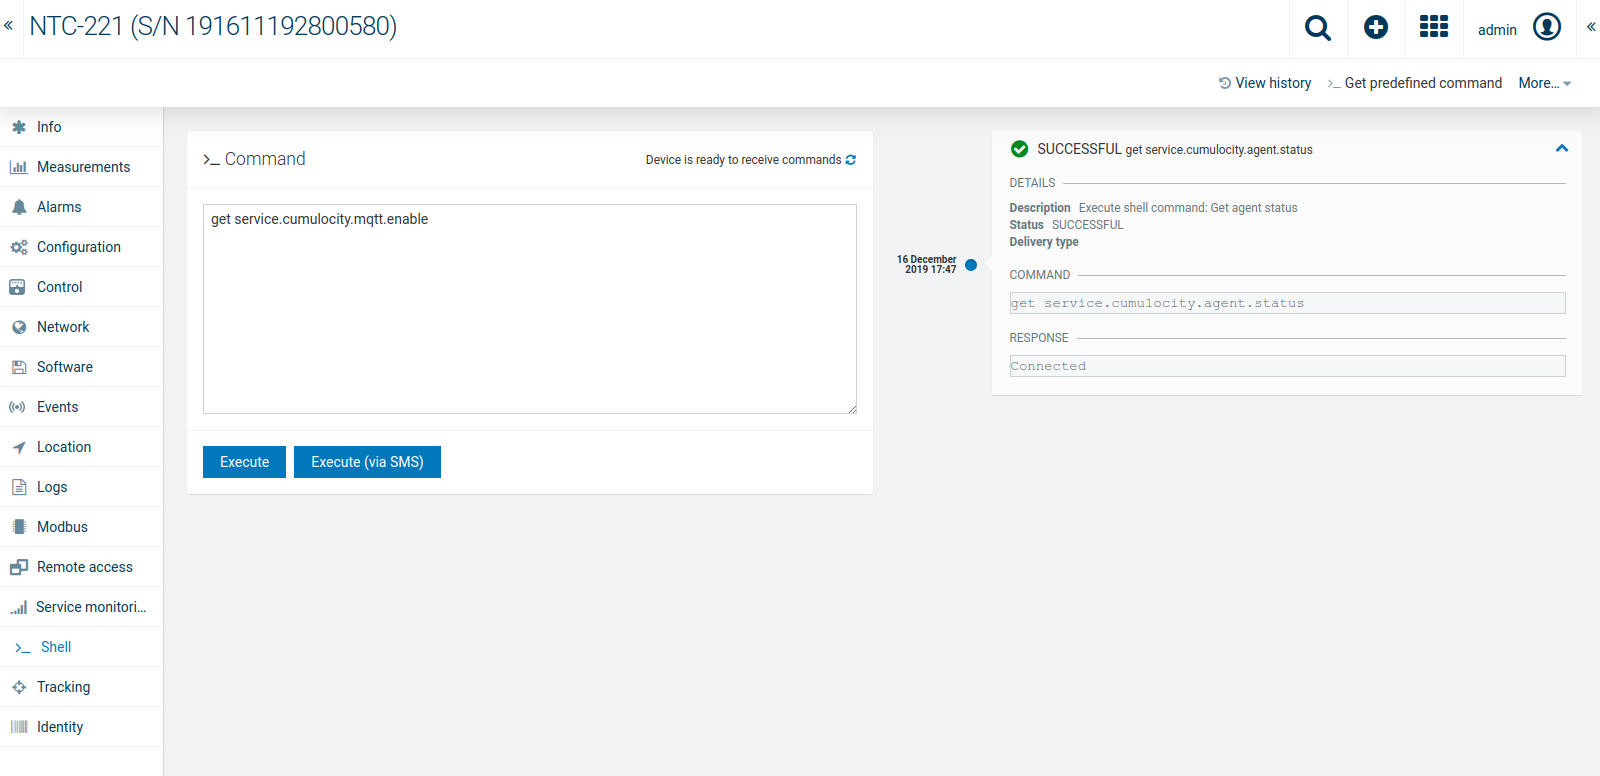 NTC-221 (S/N 191611192800580)
admin
View history
Get predefined command
More...
Info
Measurements
Alarms
Configuration
Control
Network
Software
Events
Location
Logs
Modbus
Remote access
Service monitori...
Shell
Tracking
Identity
Command
Device is ready to receive commands
get service.cumulocity.mqtt.enable
Execute
Execute (via SMS)
16 December
2019 17:47
SUCCESSFUL get service.cumulocity.agent.status
DETAILS
Description Execute shell command: Get agent status
Status SUCCESSFUL
Delivery type
COMMAND
get service.cumulocity.agent.status
RESPONSE
Connected